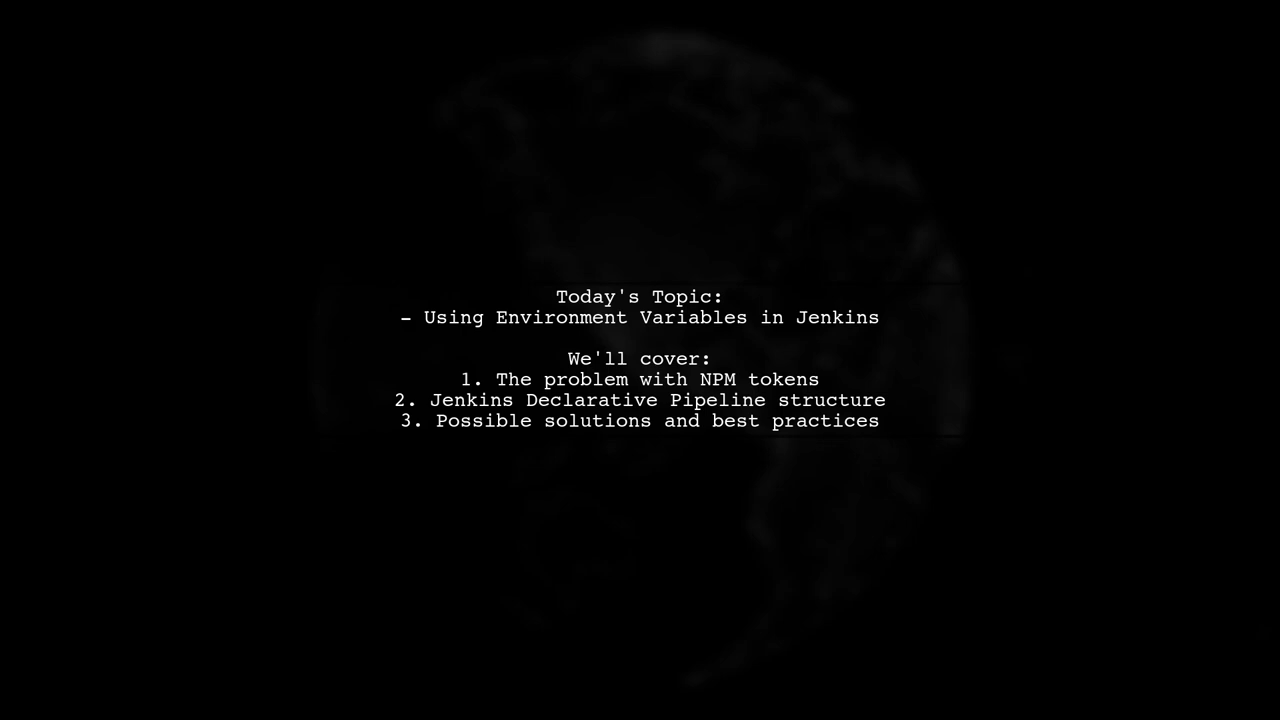 Today's Topic:
- Using Environment Variables in Jenkins
We'll cover:
1. The problem with NPM tokens
2. Jenkins Declarative Pipeline structure
3. Possible solutions and best practices